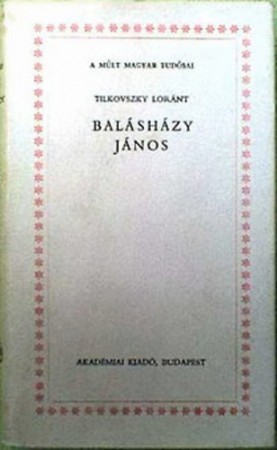 A MÚLT MAGYAR TUDÓSAI
TILKOVSZKY LORÁNT
BALÁSHÁZY
JÁNOS
AKADÉMIAI KIADÓ, BUDAPEST